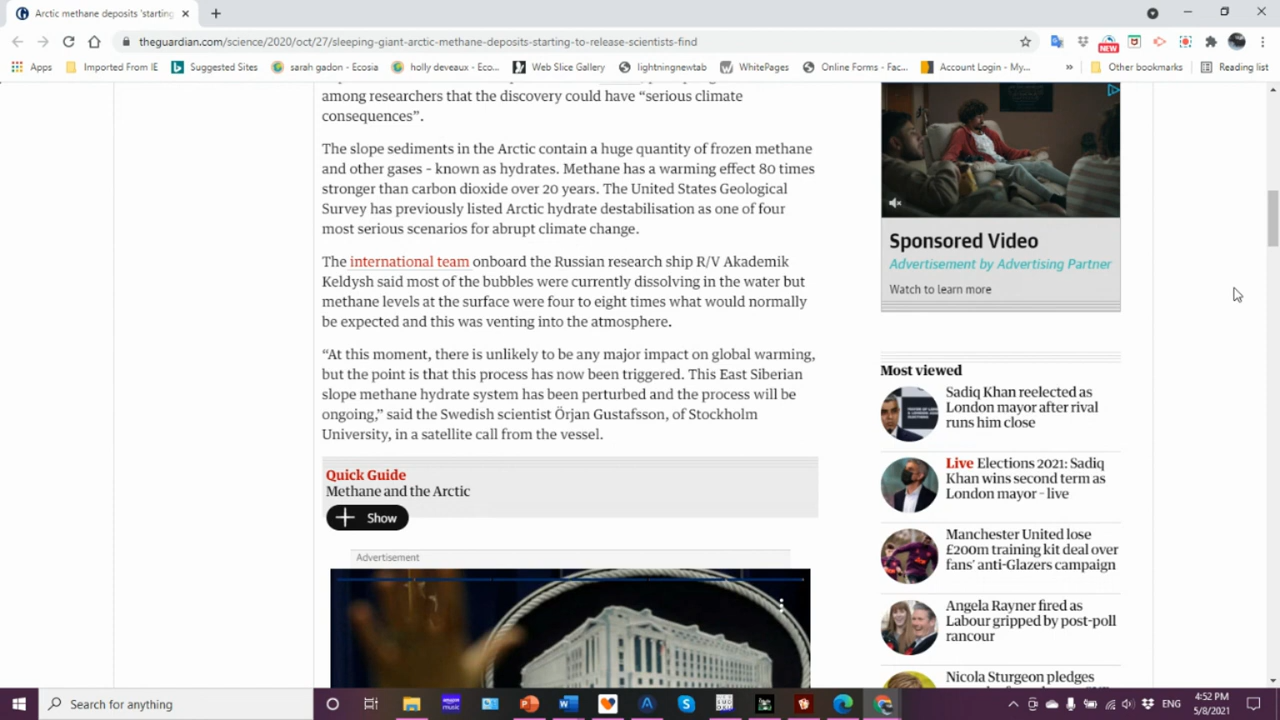 Arctic methane deposits 'starting
theguardian.com/science/2020/oct/27/sleeping-giant-arctic-methane-deposits-starting-to-release-scientists-find
NEW
Apps
Imported From IE
Suggested Sites
sarah gadon - Ecosia
holly deveaux - Eco...
Web Slice Gallery
lightningnewtab
WhitePages
Online Forms - Fac...
Account Login - My...
»
Other bookmarks
Reading list
among researchers that the discovery could have “serious climate
consequences”.
The slope sediments in the Arctic contain a huge quantity of frozen methane
and other gases – known as hydrates. Methane has a warming effect 80 times
stronger than carbon dioxide over 20 years. The United States Geological
Survey has previously listed Arctic hydrate destabilisation as one of four
most serious scenarios for abrupt climate change.
The international team onboard the Russian research ship R/V Akademik
Keldysh said most of the bubbles were currently dissolving in the water but
methane levels at the surface were four to eight times what would normally
be expected and this was venting into the atmosphere.
“At this moment, there is unlikely to be any major impact on global warming,
but the point is that this process has now been triggered. This East Siberian
slope methane hydrate system has been perturbed and the process will be
ongoing,” said the Swedish scientist Örjan Gustafsson, of Stockholm
University, in a satellite call from the vessel.
Quick Guide
Methane and the Arctic
Show
Advertisement
Sponsored Video
Advertisement by Advertising Partner
Watch to learn more
Most viewed
Sadiq Khan reelected as
London mayor after rival
runs him close
Live Elections 2021: Sadiq
Khan wins second term as
London mayor – live
Manchester United lose
£200m training kit deal over
fans’ anti-Glazers campaign
Angela Rayner fired as
Labour gripped by post-poll
rancour
Nicola Sturgeon pledges
Search for anything
ENG
4:52 PM
5/8/2021